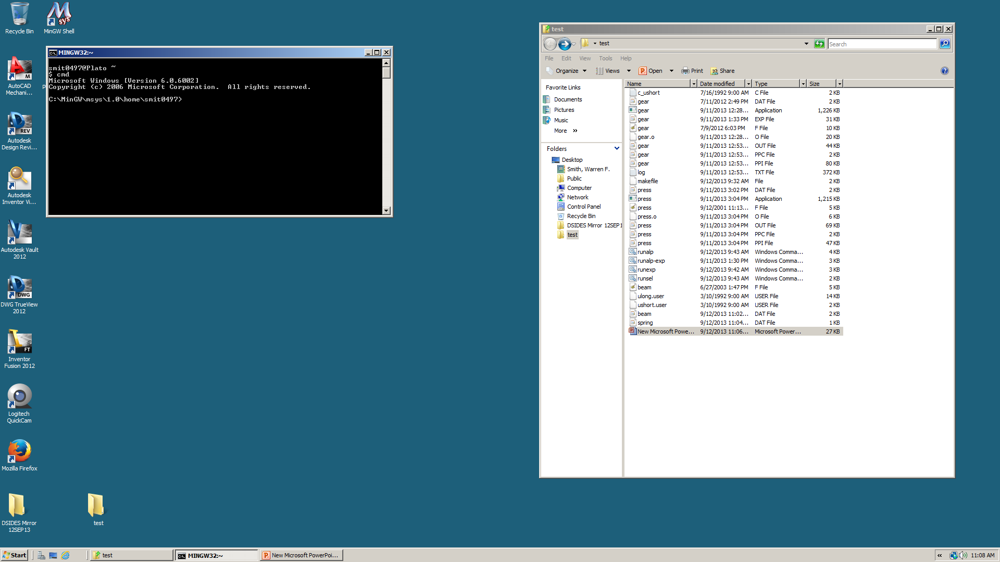 Recycle Bin
MinGW Shell
AutoCAD
Mechani...
Autodesk
Design Revi...
Autodesk
Inventor Vi...
Autodesk Vault
2012
DWG TrueView
2012
Inventor
Fusion 2012
Logitech
QuickCam
Mozilla Firefox
DSIDES Mirror
12SEP13
test
MINGW32:~
smit0497@Plato ~
$ cmd
Microsoft Windows [Version 6.0.6002]
Copyright (c) 2006 Microsoft Corporation.  All rights reserved.
C:\MinGW\msys\1.0\home\smit0497>
test
test
Search
File Edit View Tools Help
Organize Views Open Print Share
Favorite Links
Documents
Pictures
Music
More »
Folders
Desktop
Smith, Warren F.
Public
Computer
Network
Control Panel
Recycle Bin
DSIDES Mirror 12SEP1
test
Name Date modified Type Size
c_ushort 7/16/1992 9:00 AM C File 2 KB
gear 7/11/2012 2:49 PM DAT File 2 KB
gear 9/11/2013 12:28... Application 1,226 KB
gear 9/11/2013 1:33 PM EXP File 31 KB
gear 7/9/2012 6:03 PM F File 10 KB
gear.o 9/11/2013 12:28... O File 20 KB
gear 9/11/2013 12:53... OUT File 44 KB
gear 9/11/2013 12:53... PPC File 2 KB
gear 9/11/2013 12:53... PPI File 80 KB
log 9/11/2013 12:53... TXT File 372 KB
makefile 9/12/2013 9:32 AM File 2 KB
press 9/11/2013 3:02 PM DAT File 2 KB
press 9/11/2013 3:04 PM Application 1,215 KB
press 9/12/2001 11:13... F File 5 KB
press.o 9/11/2013 3:04 PM O File 6 KB
press 9/11/2013 3:04 PM OUT File 69 KB
press 9/11/2013 3:04 PM PPC File 2 KB
press 9/11/2013 3:04 PM PPI File 47 KB
runalp 9/12/2013 9:43 AM Windows Comma... 4 KB
runalp-exp 9/11/2013 1:30 PM Windows Comma... 3 KB
runexp 9/12/2013 9:42 AM Windows Comma... 3 KB
runsel 9/12/2013 9:43 AM Windows Comma... 2 KB
beam 6/27/2003 1:47 PM F File 5 KB
ulong.user 3/10/1992 9:00 AM USER File 14 KB
ushort.user 3/10/1992 9:00 AM USER File 2 KB
beam 9/12/2013 11:02... DAT File 2 KB
spring 9/12/2013 11:04... DAT File 1 KB
New Microsoft Powe... 9/12/2013 11:06... Microsoft Power... 27 KB
Start test MINGW32:~ New Microsoft PowerPoi... « 11:08 AM